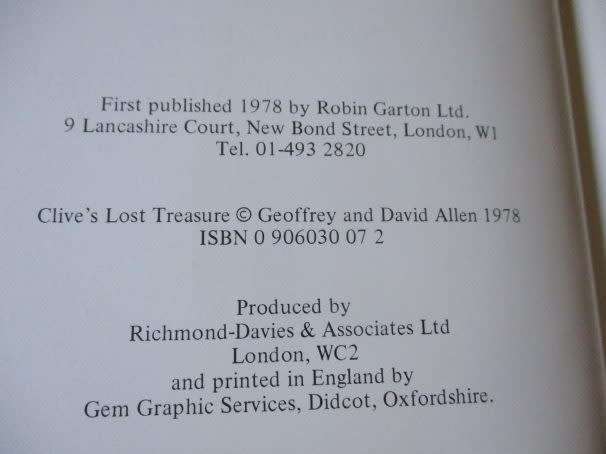 First published 1978 by Robin Garton Ltd.
9 Lancashire Court, New Bond Street, London, W1
Tel. 01-493 2820
Clive's Lost Treasure © Geoffrey and David Allen 1978
ISBN 0 906030 07 2
Produced by
Richmond-Davies & Associates Ltd
London, WC2
and printed in England by
Gem Graphic Services, Didcot, Oxfordshire.